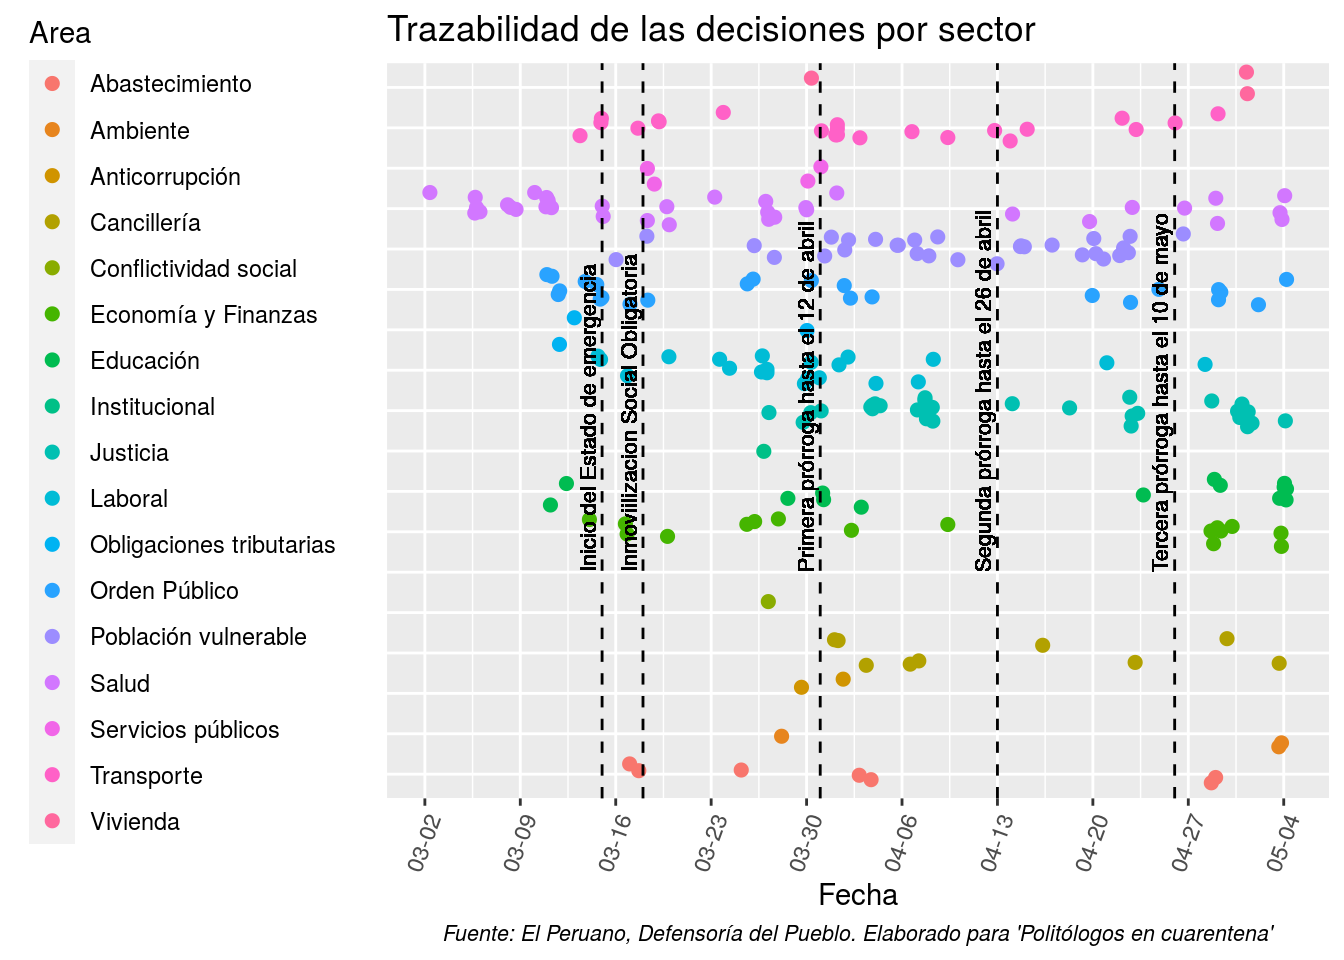 Trazabilidad de las decisiones por sector
Area
Abastecimiento
Ambiente
Anticorrupción
Cancillería
Conflictividad social
Economía y Finanzas
Educación
Institucional
Justicia
Laboral
Obligaciones tributarias
Orden Público
Población vulnerable
Salud
Servicios públicos
Transporte
Vivienda
Inicio del Estado de emergencia
Inmoviilizacion Social Obligatoria
Primera prórroga hasta el 12 de abril
Segunda prórroga hasta el 26 de abril
Tercera prórroga hasta el 10 de mayo
03-02
03-09
03-16
03-23
03-30
04-06
04-13
04-20
04-27
05-04
Fecha
Fuente: El Peruano, Defensoría del Pueblo. Elaborado para 'Politólogos en cuarentena'